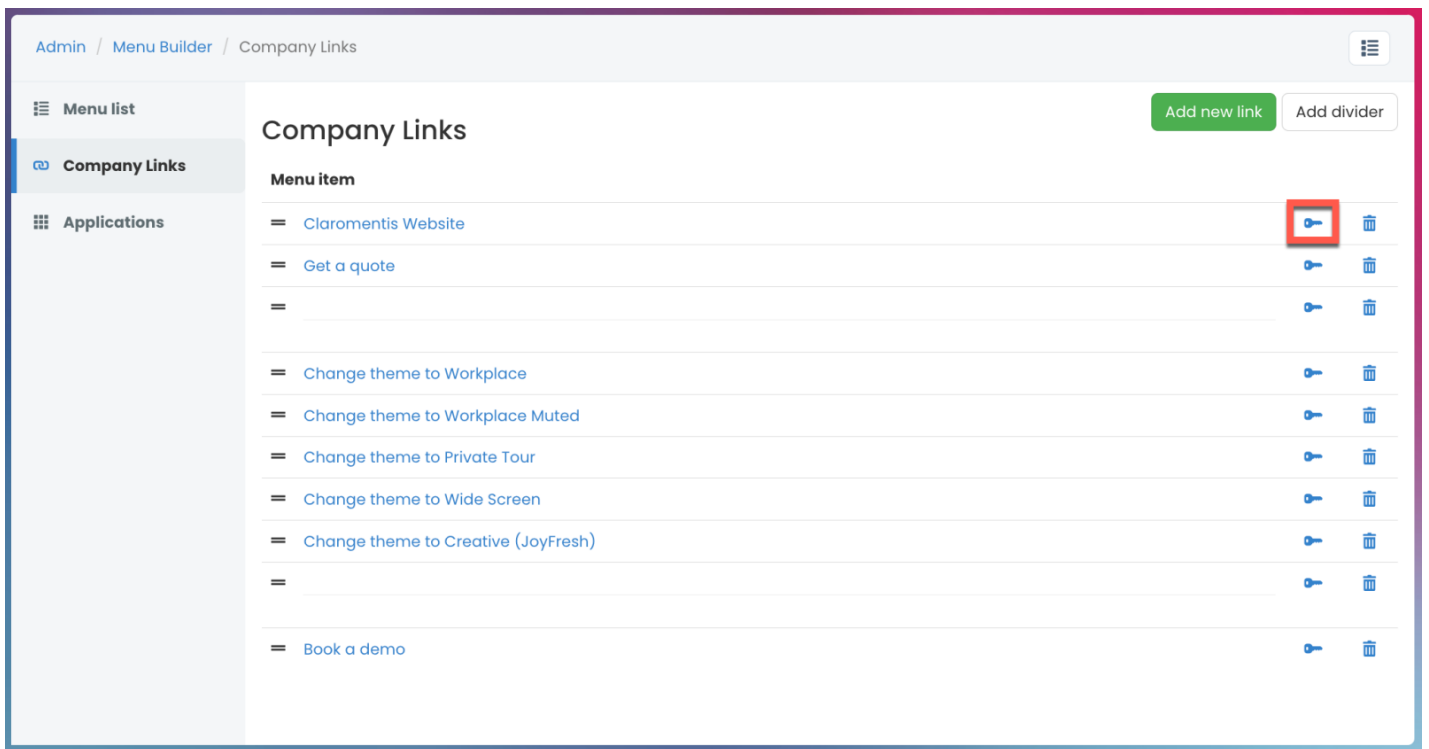 Admin / Menu Builder / Company Links
Menu list
Company Links
Applications
Add new link
Add divider
Company Links
Menu item
Claromentis Website
Get a quote
Change theme to Workplace
Change theme to Workplace Muted
Change theme to Private Tour
Change theme to Wide Screen
Change theme to Creative (JoyFresh)
Book a demo